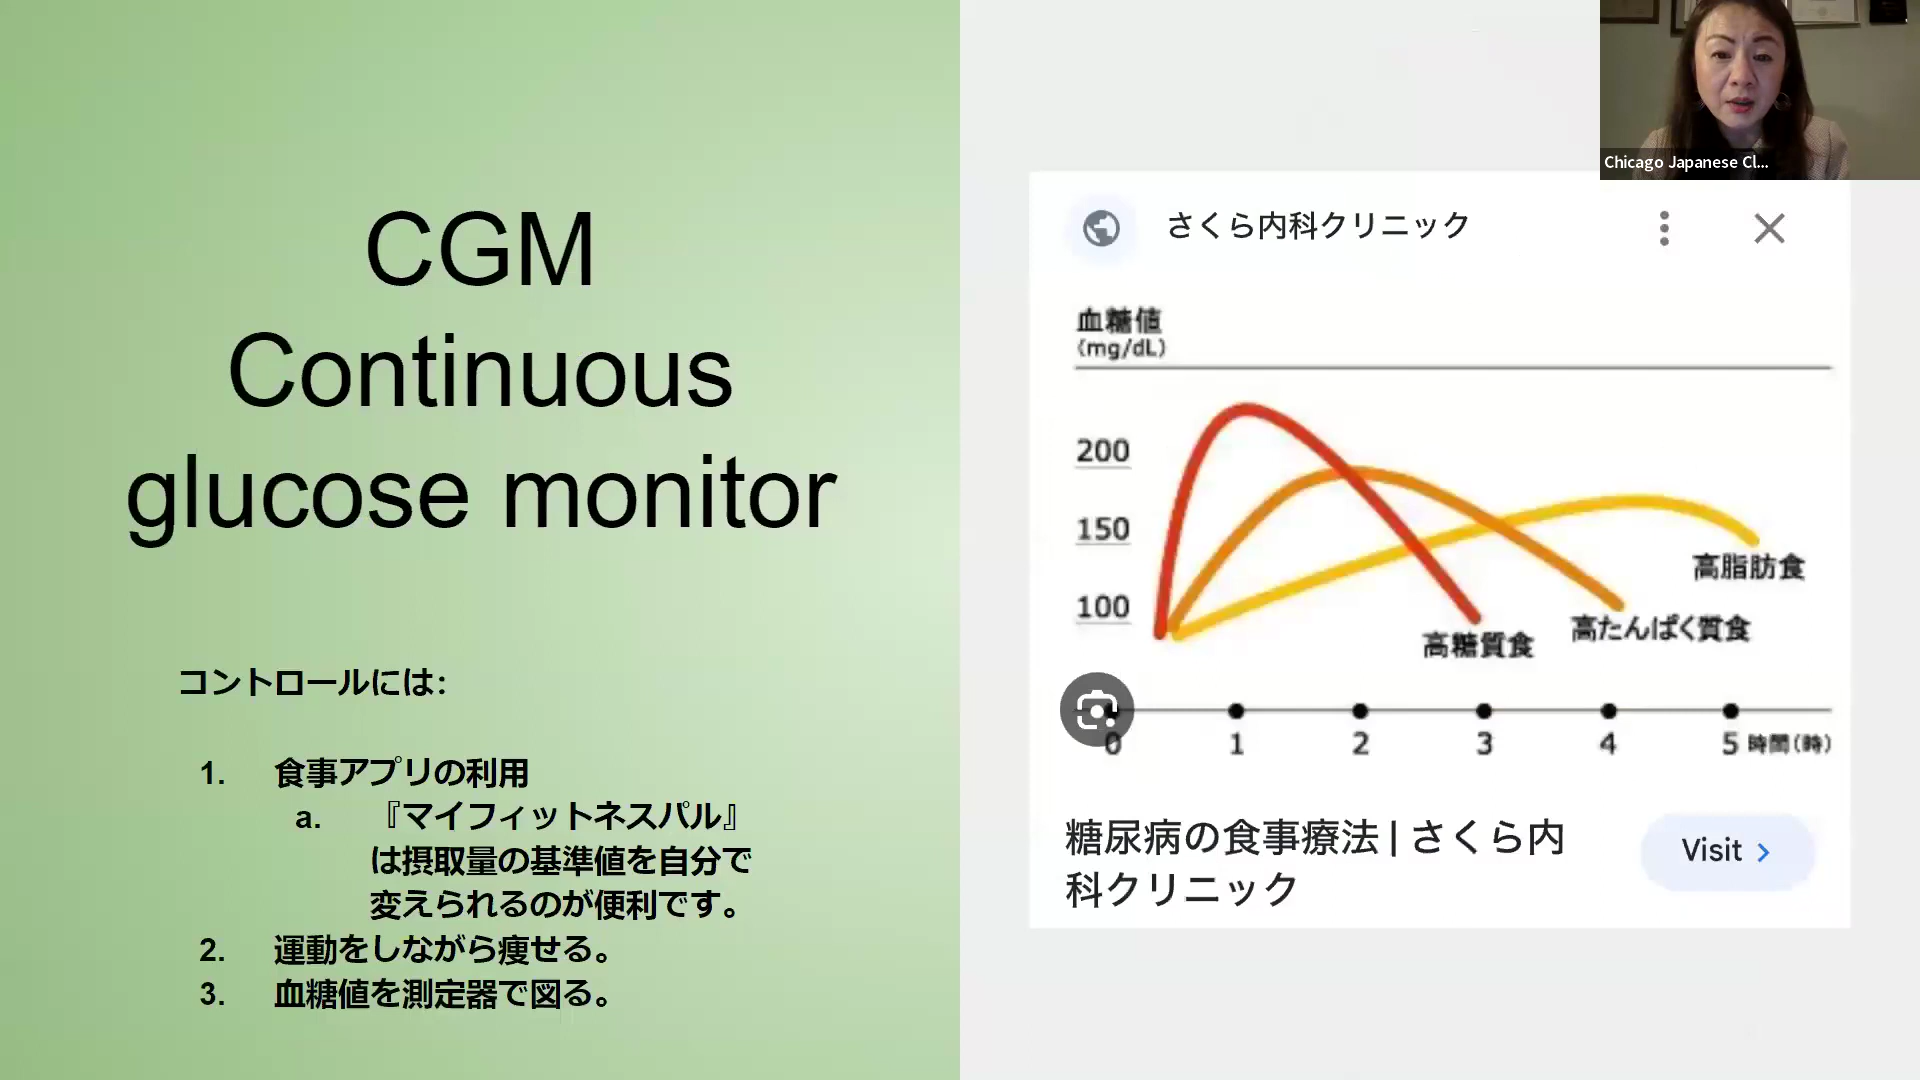 CGM
Continuous
glucose monitor
コントロールには:
1. 食事アプリの利用
a. 『マイフィットネスパル』
は摂取量の基準値を自分で
変えられるのが便利です。
2. 運動をしながら痩せる。
3. 血糖値を測定器で図る。
Chicago Japanese Cl...
さくら内科クリニック
血糖値
(mg/dL)
200
150
100
高脂肪食
高たんぱく質食
高糖質食
0 1 2 3 4 5 時間(時)
糖尿病の食事療法 | さくら内
科クリニック
Visit